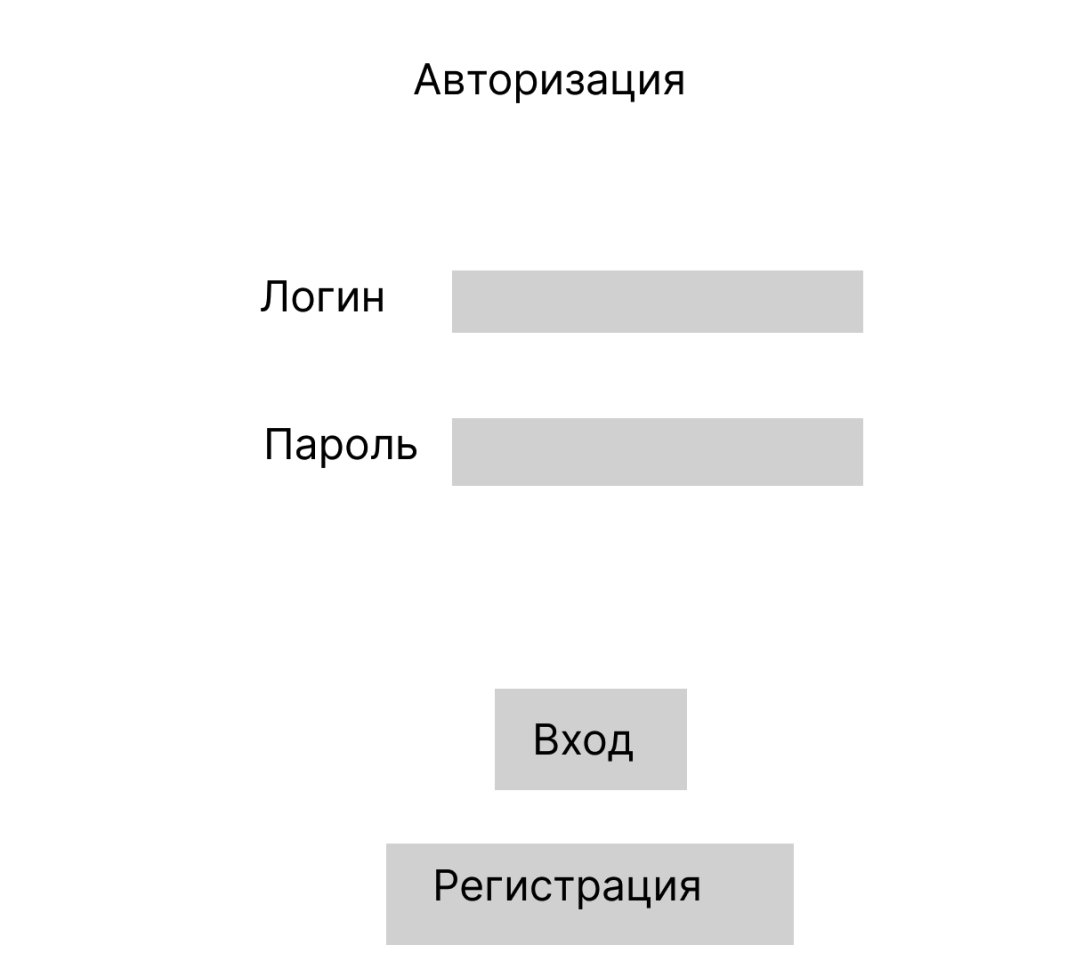 Авторизация
Логин
Пароль
Вход
Регистрация